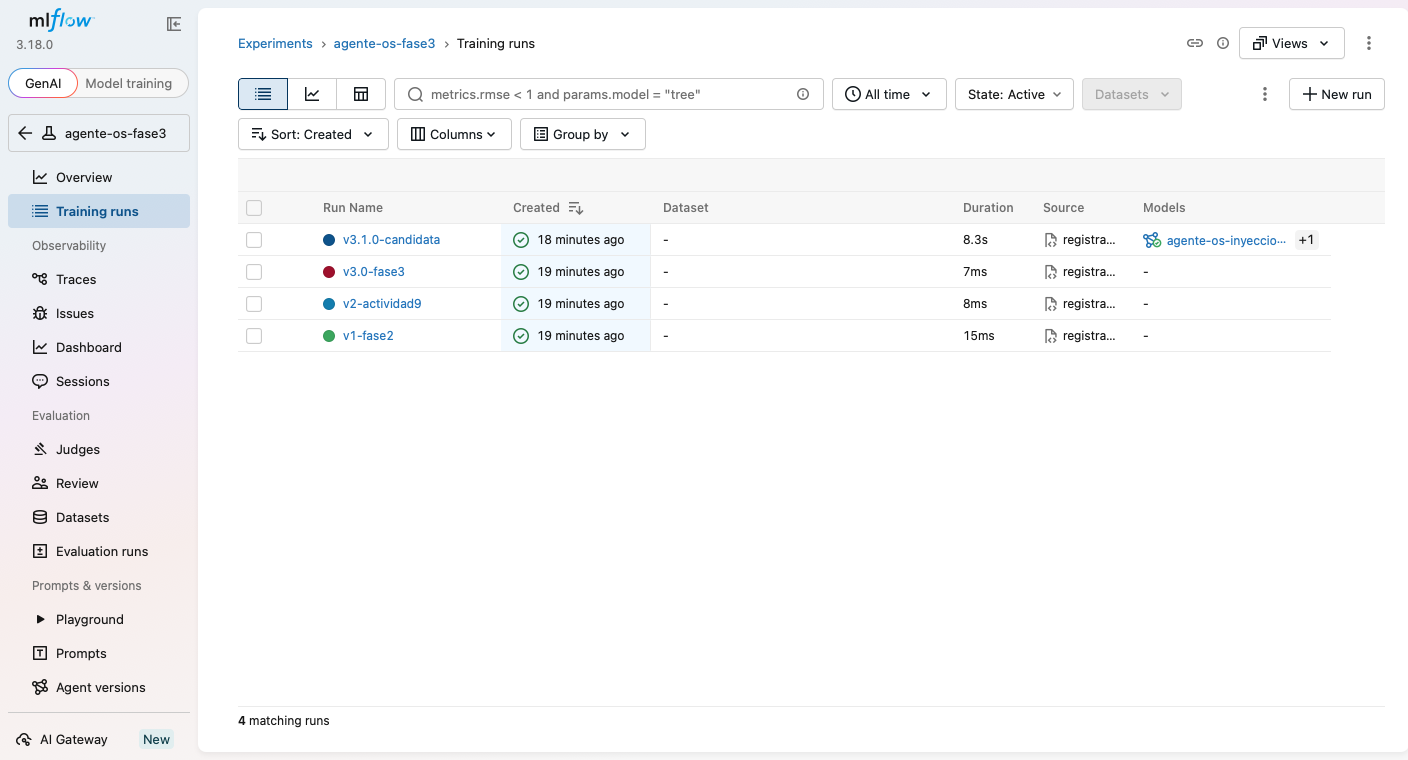 mlflow
3.18.0
GenAI Model training
agente-os-fase3
Overview
Training runs
Observability
Traces
Issues
Dashboard
Sessions
Evaluation
Judges
Review
Datasets
Evaluation runs
Prompts & versions
Playground
Prompts
Agent versions
AI Gateway New
Experiments › agente-os-fase3 › Training runs
Views
metrics.rmse < 1 and params.model = "tree"
All time
State: Active
Datasets
New run
Sort: Created
Columns
Group by
Run Name Created Dataset Duration Source Models
v3.1.0-candidata 18 minutes ago - 8.3s registra... agente-os-inyeccio... +1
v3.0-fase3 19 minutes ago - 7ms registra... -
v2-actividad9 19 minutes ago - 8ms registra... -
v1-fase2 19 minutes ago - 15ms registra... -
4 matching runs